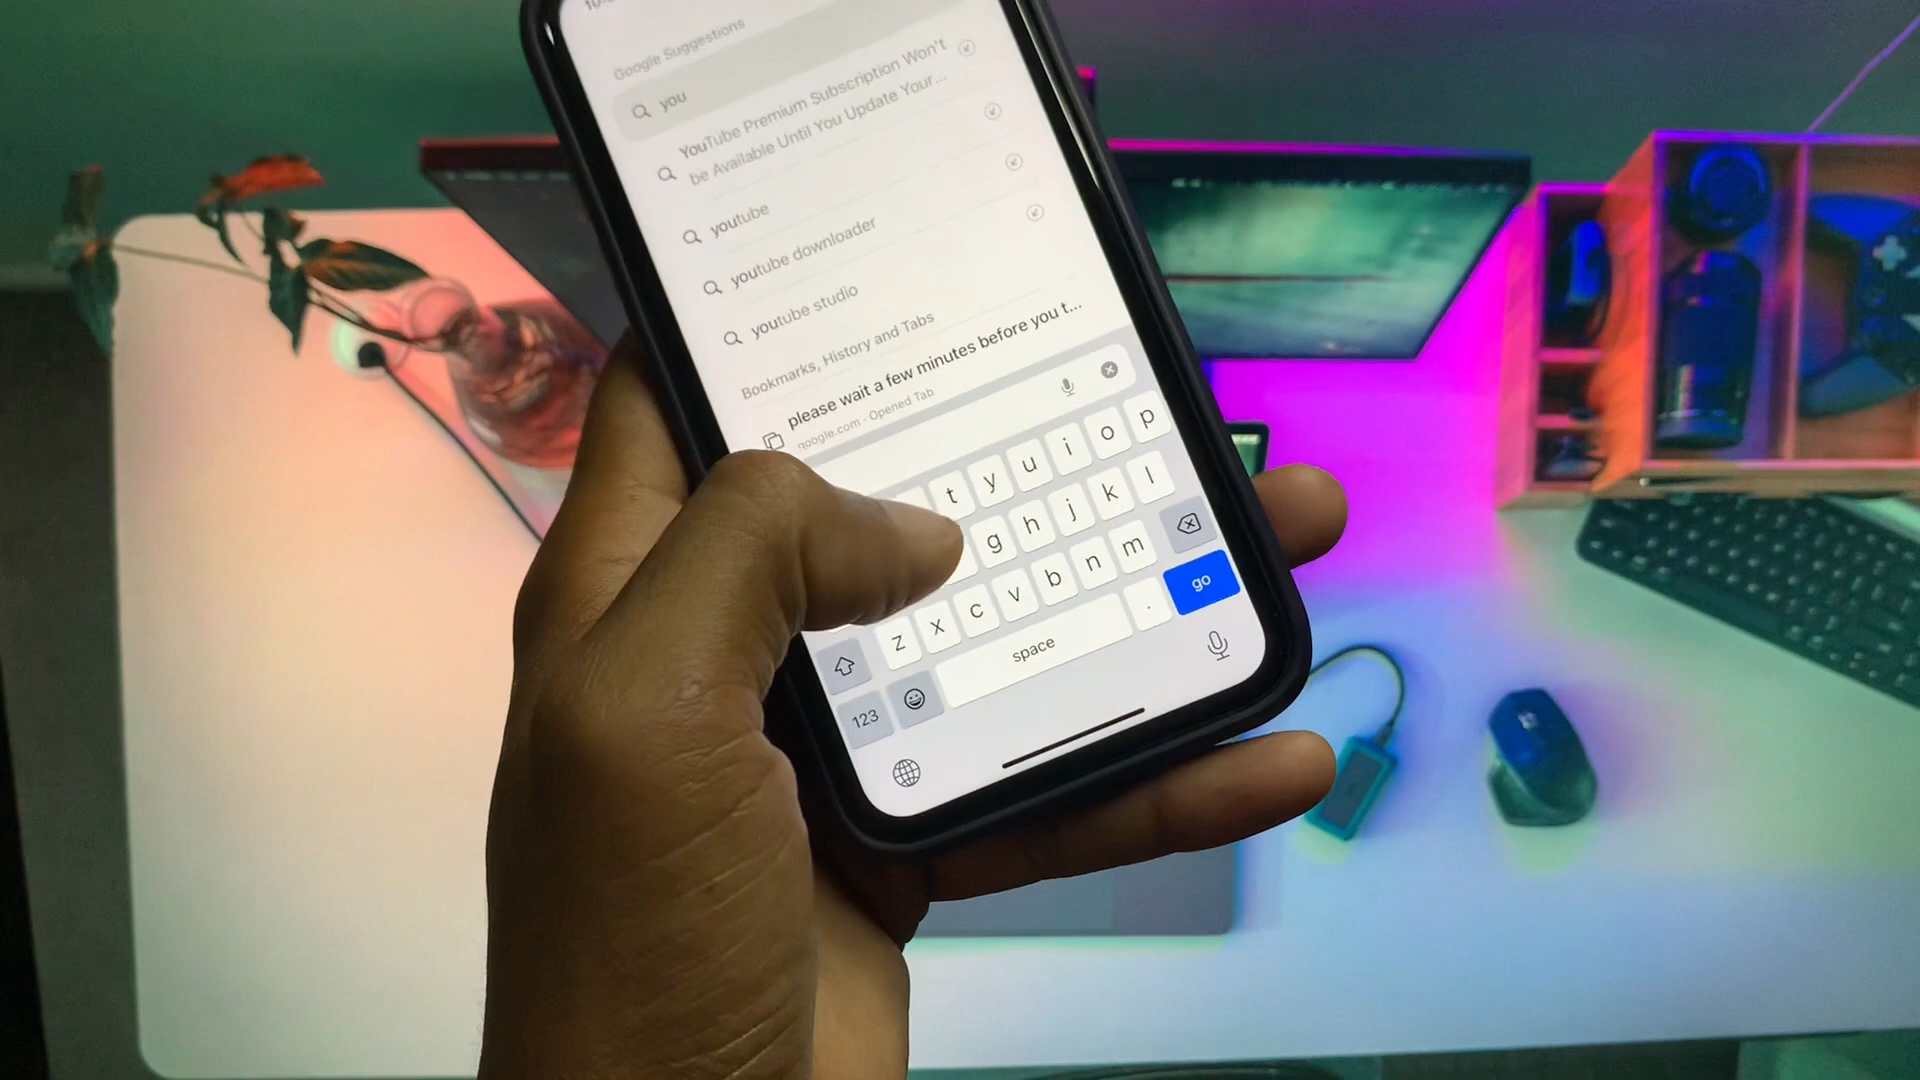 Google Suggestions
you
YouTube Premium Subscription Won't
be Available Until You Update Your...
youtube
youtube downloader
youtube studio
Bookmarks, History and Tabs
please wait a few minutes before you t...
google.com · Opened Tab
t y u i o p
g h j k l
z x c v b n m
go
123 space .